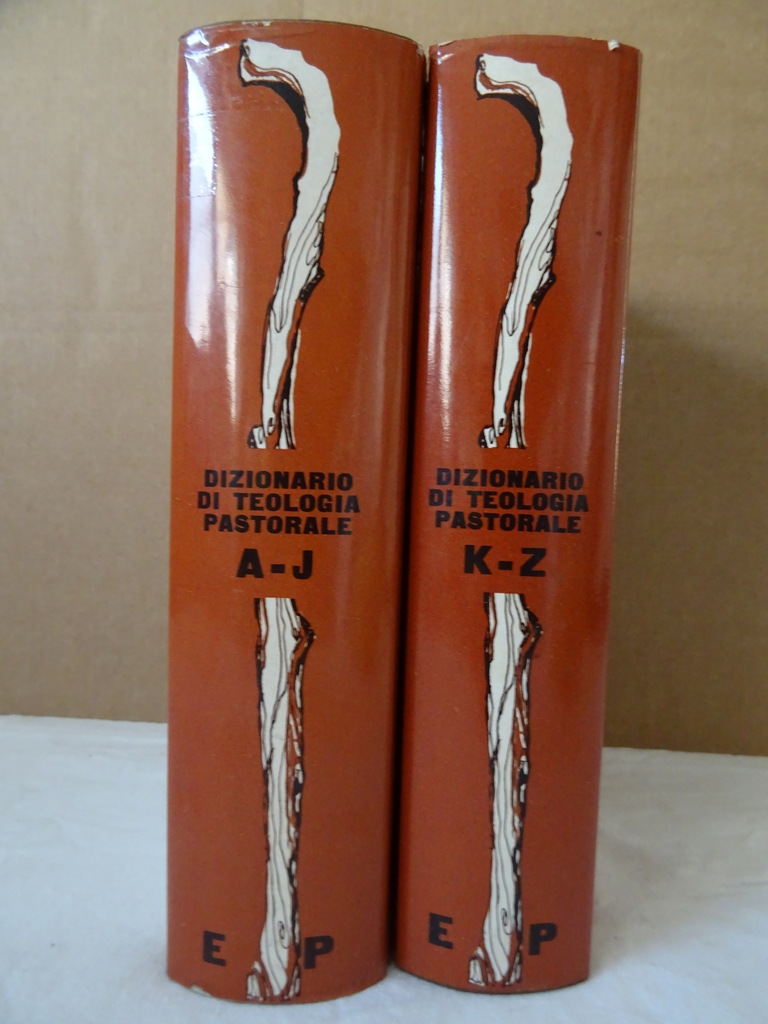 DIZIONARIO
DI TEOLOGIA
PASTORALE
A-J
E P
DIZIONARIO
DI TEOLOGIA
PASTORALE
K-Z
E P